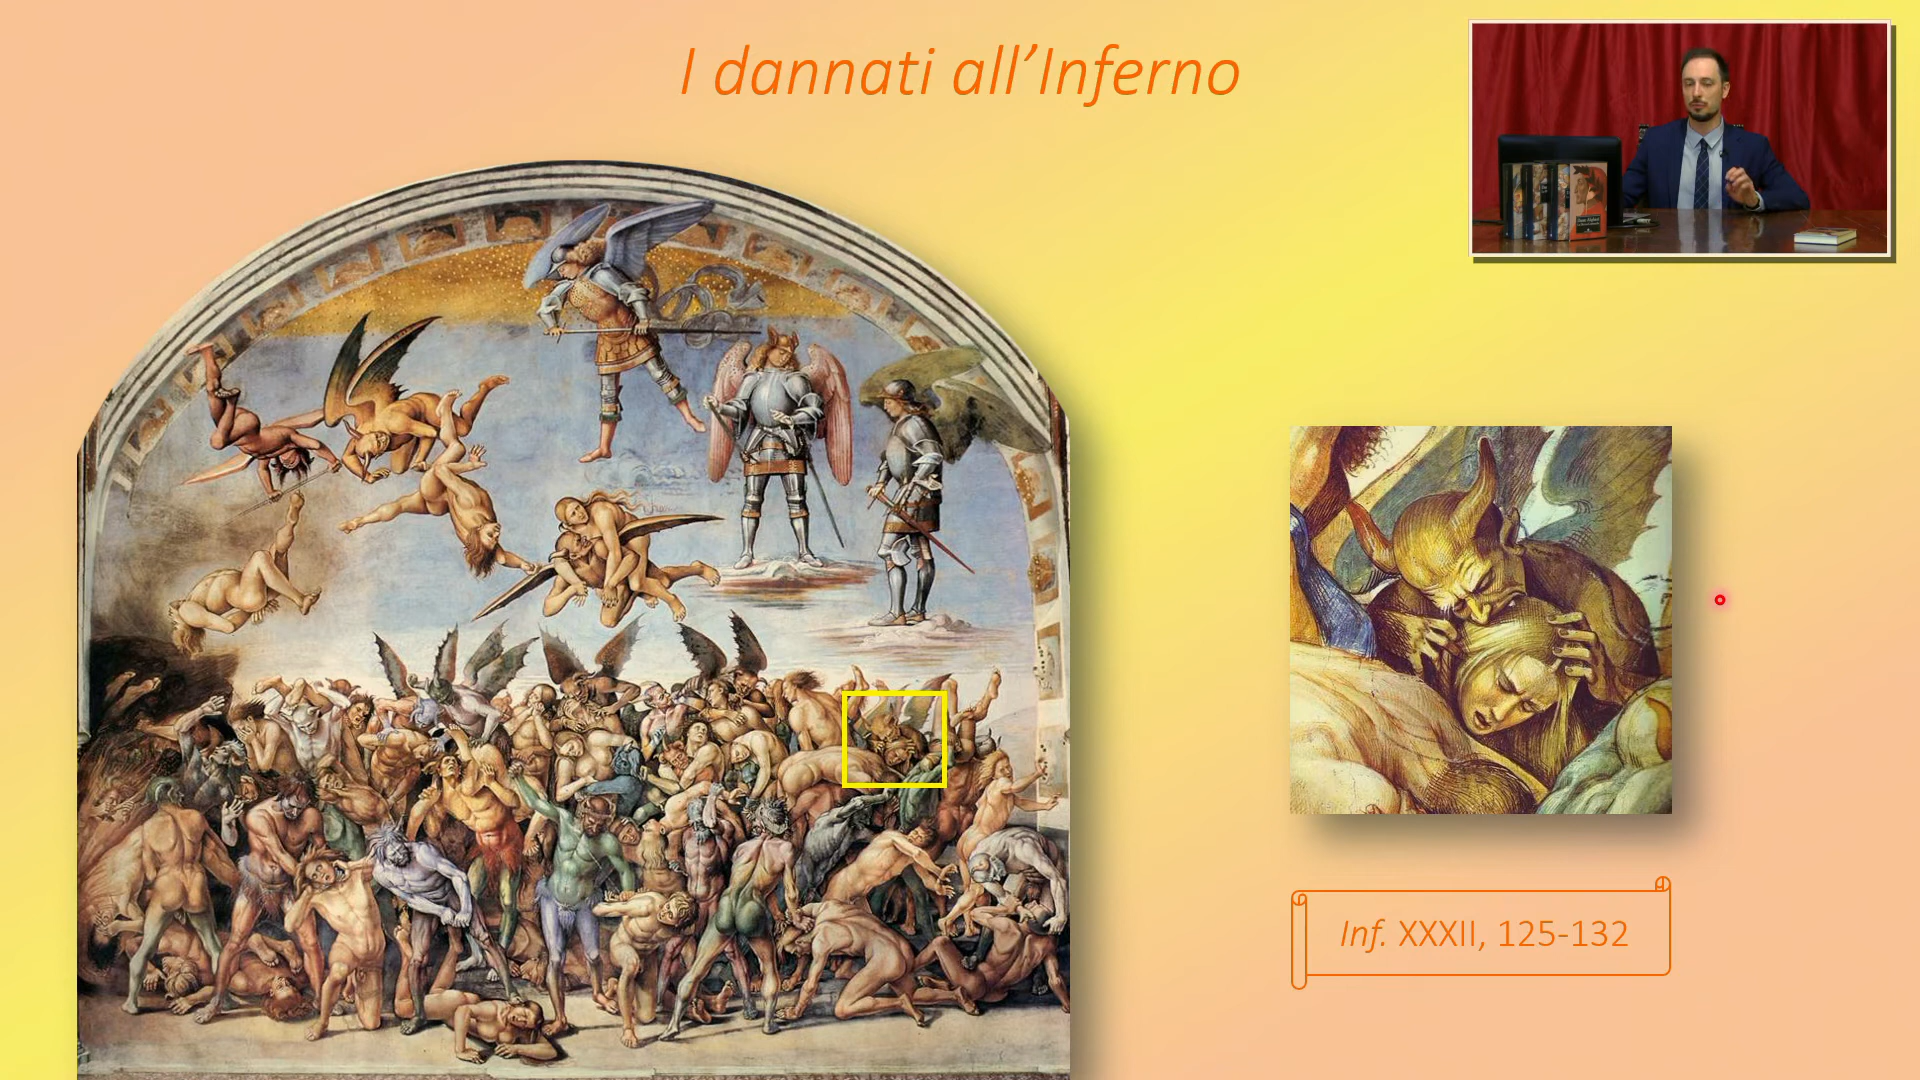 I dannati all’Inferno
Inf. XXXII, 125-132